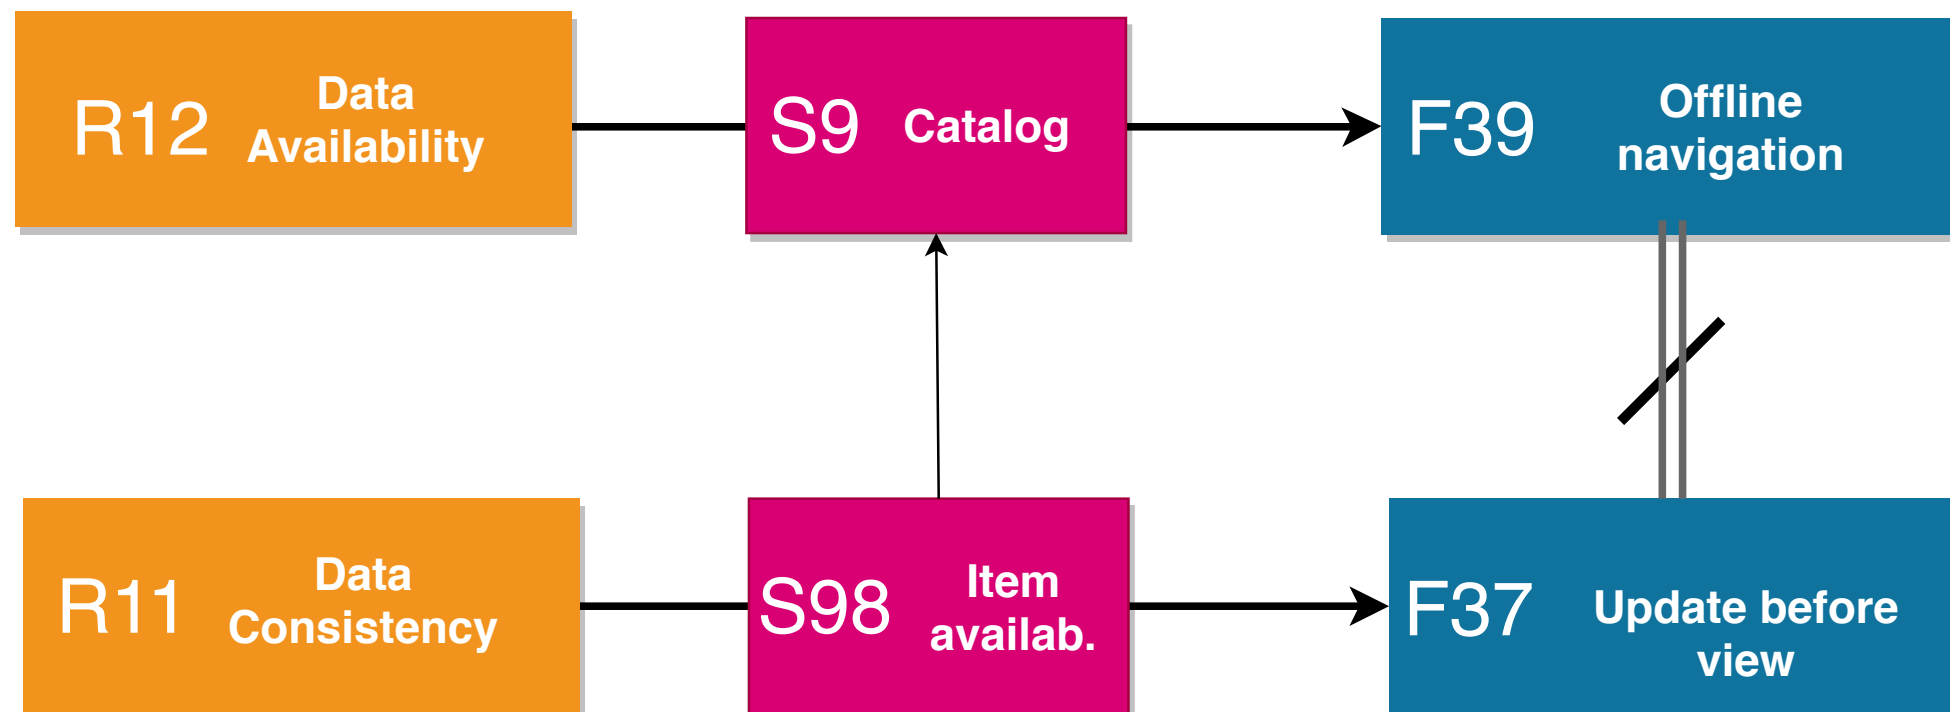 R12
Data
Availability
S9
Catalog
F39
Offline
navigation
R11
Data
Consistency
S98
Item
availab.
F37
Update before
view